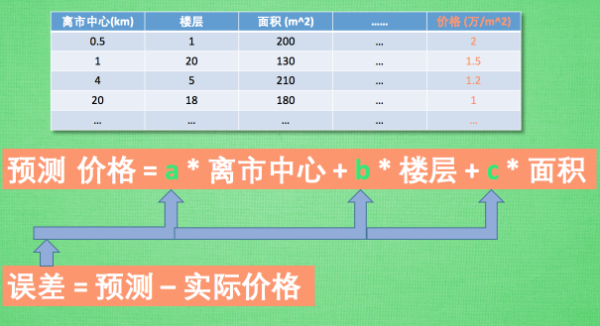 离市中心(km) 楼层 面积 (m^2) …… 价格 (万/m^2)
0.5 1 200 ... 2
1 20 130 ... 1.5
4 5 210 ... 1.2
20 18 180 ... 1
... ... ... ... ...
预测 价格 = a * 离市中心 + b * 楼层 + c * 面积
误差 = 预测 – 实际价格